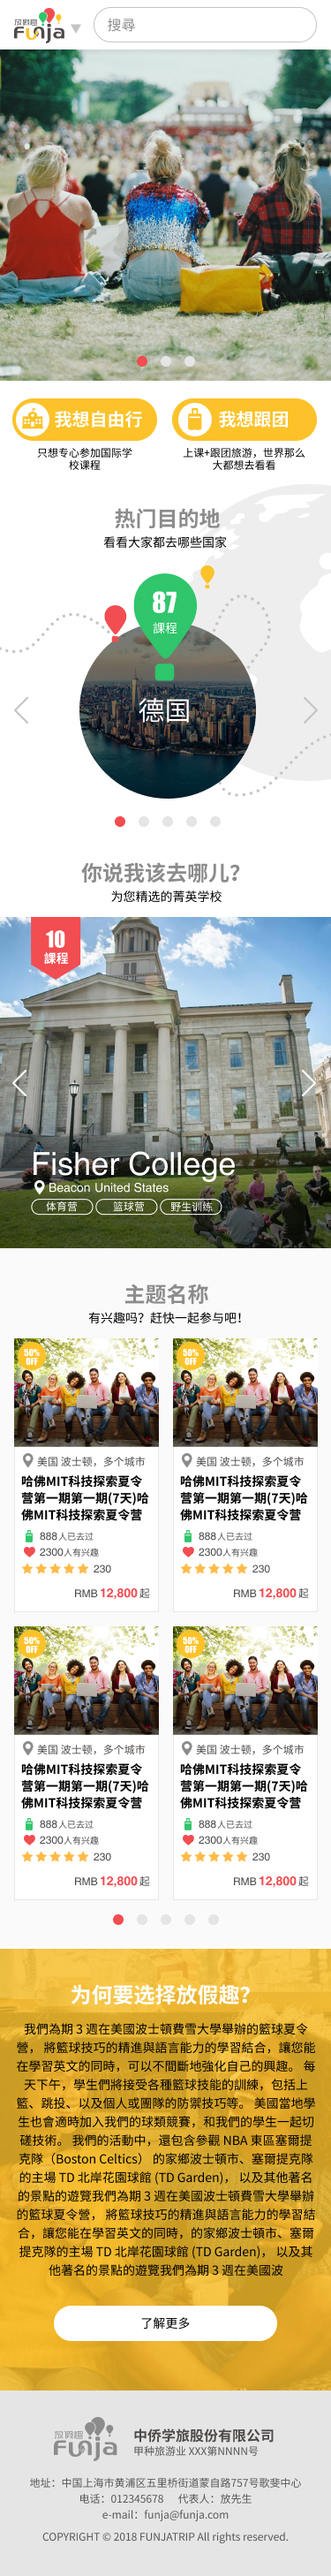 放假趣
Funja
搜尋
我想自由行
我想跟团
只想专心参加国际学
校课程
上课+跟团旅游，世界那么
大都想去看看
热门目的地
看看大家都去哪些国家
87
課程
德国
你说我该去哪儿?
为您精选的菁英学校
10
課程
Fisher College
Beacon United States
体育营 篮球营 野生训练
主题名称
有兴趣吗？赶快一起参与吧!
50%
OFF
美国 波士顿，多个城市
哈佛MIT科技探索夏令
营第一期第一期(7天)哈
佛MIT科技探索夏令营
888人已去过
2300人有兴趣
230
RMB 12,800 起
50%
OFF
美国 波士顿，多个城市
哈佛MIT科技探索夏令
营第一期第一期(7天)哈
佛MIT科技探索夏令营
888人已去过
2300人有兴趣
230
RMB 12,800 起
50%
OFF
美国 波士顿，多个城市
哈佛MIT科技探索夏令
营第一期第一期(7天)哈
佛MIT科技探索夏令营
888人已去过
2300人有兴趣
230
RMB 12,800 起
50%
OFF
美国 波士顿，多个城市
哈佛MIT科技探索夏令
营第一期第一期(7天)哈
佛MIT科技探索夏令营
888人已去过
2300人有兴趣
230
RMB 12,800 起
为何要选择放假趣?
我們為期 3 週在美國波士頓費雪大學舉辦的籃球夏令
營， 將籃球技巧的精進與語言能力的學習結合，讓您能
在學習英文的同時，可以不間斷地強化自己的興趣。 每
天下午，學生們將接受各種籃球技能的訓練，包括上
籃、跳投、以及個人或團隊的防禦技巧等。 美國當地學
生也會適時加入我們的球類競賽，和我們的學生一起切
磋技術。 我們的活動中，還包含參觀 NBA 東區塞爾提
克隊（Boston Celtics） 的家鄉波士頓市、塞爾提克隊
的主場 TD 北岸花園球館 (TD Garden)， 以及其他著名
的景點的遊覽我們為期 3 週在美國波士頓費雪大學舉辦
的籃球夏令營， 將籃球技巧的精進與語言能力的學習結
合，讓您能在學習英文的同時，的家鄉波士頓市、塞爾
提克隊的主場 TD 北岸花園球館 (TD Garden)， 以及其
他著名的景點的遊覽我們為期 3 週在美國波
了解更多
放假趣
Funja
中侨学旅股份有限公司
甲种旅游业 XXX第NNNN号
地址：中国上海市黄浦区五里桥街道蒙自路757号歌斐中心
电话：012345678 代表人：放先生
e-mail：funja@funja.com
COPYRIGHT © 2018 FUNJATRIP All rights reserved.